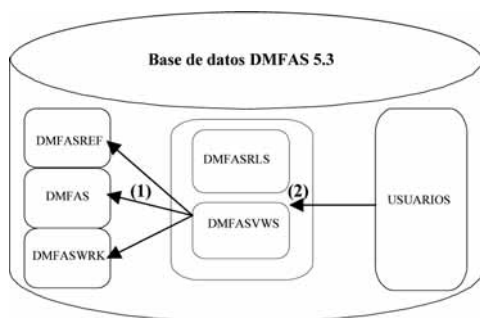 Base de datos DMFAS 5.3
DMFASREF
DMFASRLS
DMFAS
(1)
(2)
USUARIOS
DMFASVWS
DMFASWRK